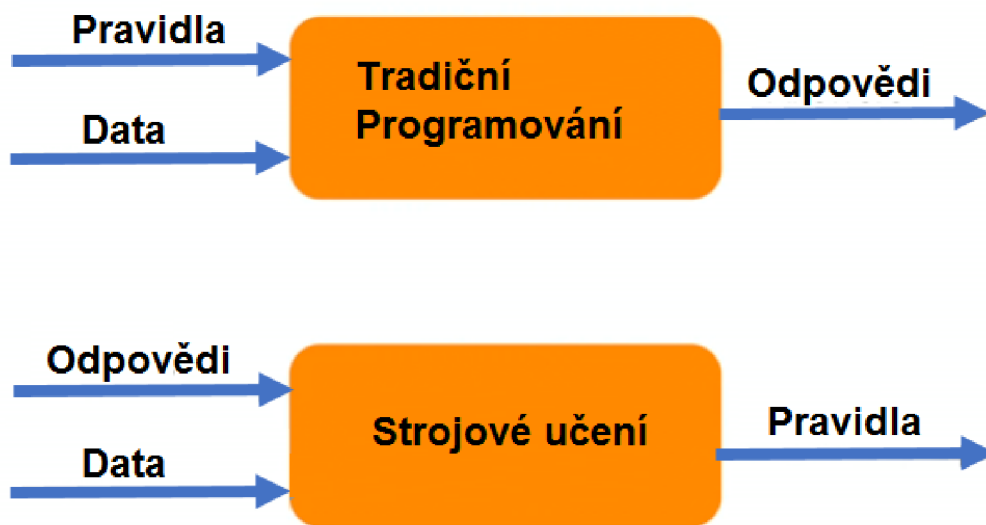 Pravidla
Data
Tradiční
Programování
Odpovědi
Odpovědi
Data
Strojové učení
Pravidla